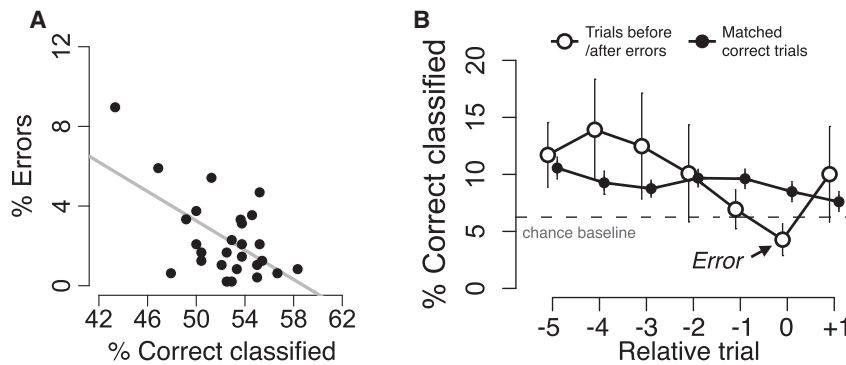 A
12
8
4
0
% Errors
42 46 50 54 58 62
% Correct classified
B
Trials before
/after errors
Matched
correct trials
20
15
10
5
0
% Correct classified
chance baseline
Error
-5 -4 -3 -2 -1 0 +1
Relative trial